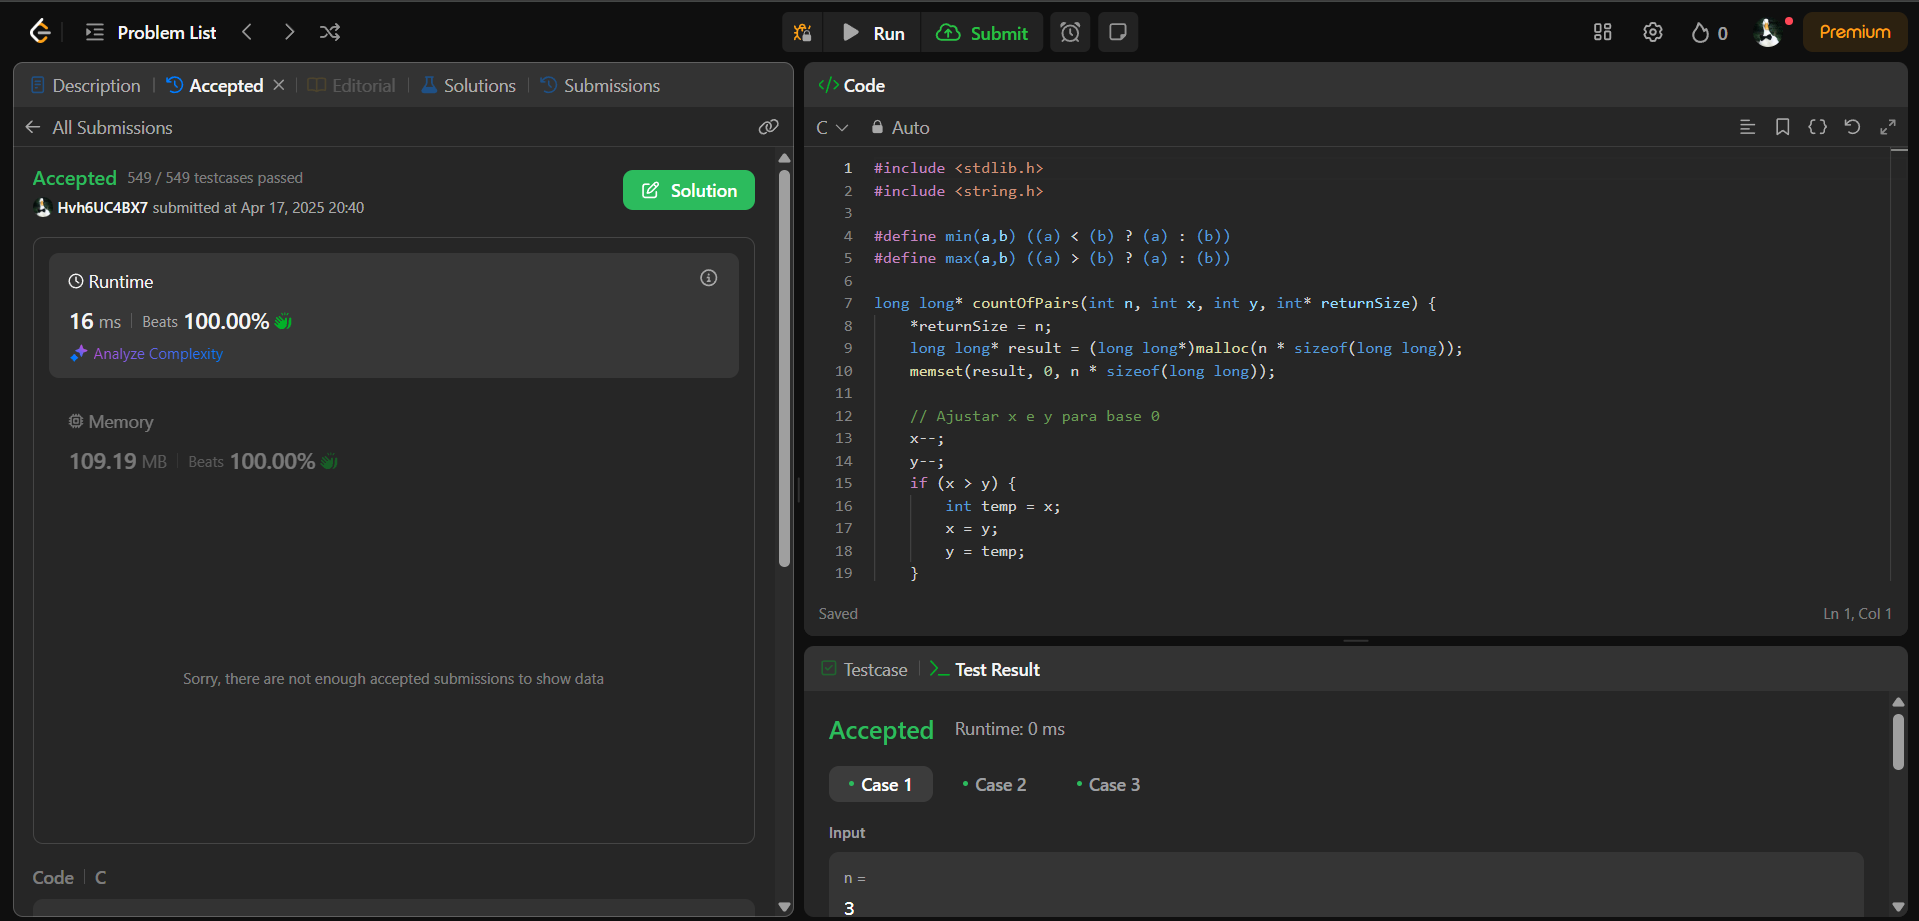 Problem List
Run
Submit
0
Premium
Description
Accepted
Editorial
Solutions
Submissions
All Submissions
Accepted 549 / 549 testcases passed
Hvh6UC4BX7 submitted at Apr 17, 2025 20:40
Solution
Runtime
16 ms | Beats 100.00%
Analyze Complexity
Memory
109.19 MB | Beats 100.00%
Sorry, there are not enough accepted submissions to show data
Code | C
</> Code
C
Auto
1 #include <stdlib.h>
2 #include <string.h>
3
4 #define min(a,b) ((a) < (b) ? (a) : (b))
5 #define max(a,b) ((a) > (b) ? (a) : (b))
6
7 long long* countOfPairs(int n, int x, int y, int* returnSize) {
8     *returnSize = n;
9     long long* result = (long long*)malloc(n * sizeof(long long));
10     memset(result, 0, n * sizeof(long long));
11
12     // Ajustar x e y para base 0
13     x--;
14     y--;
15     if (x > y) {
16         int temp = x;
17         x = y;
18         y = temp;
19     }
Saved
Ln 1, Col 1
Testcase
Test Result
Accepted Runtime: 0 ms
Case 1
Case 2
Case 3
Input
n =
3